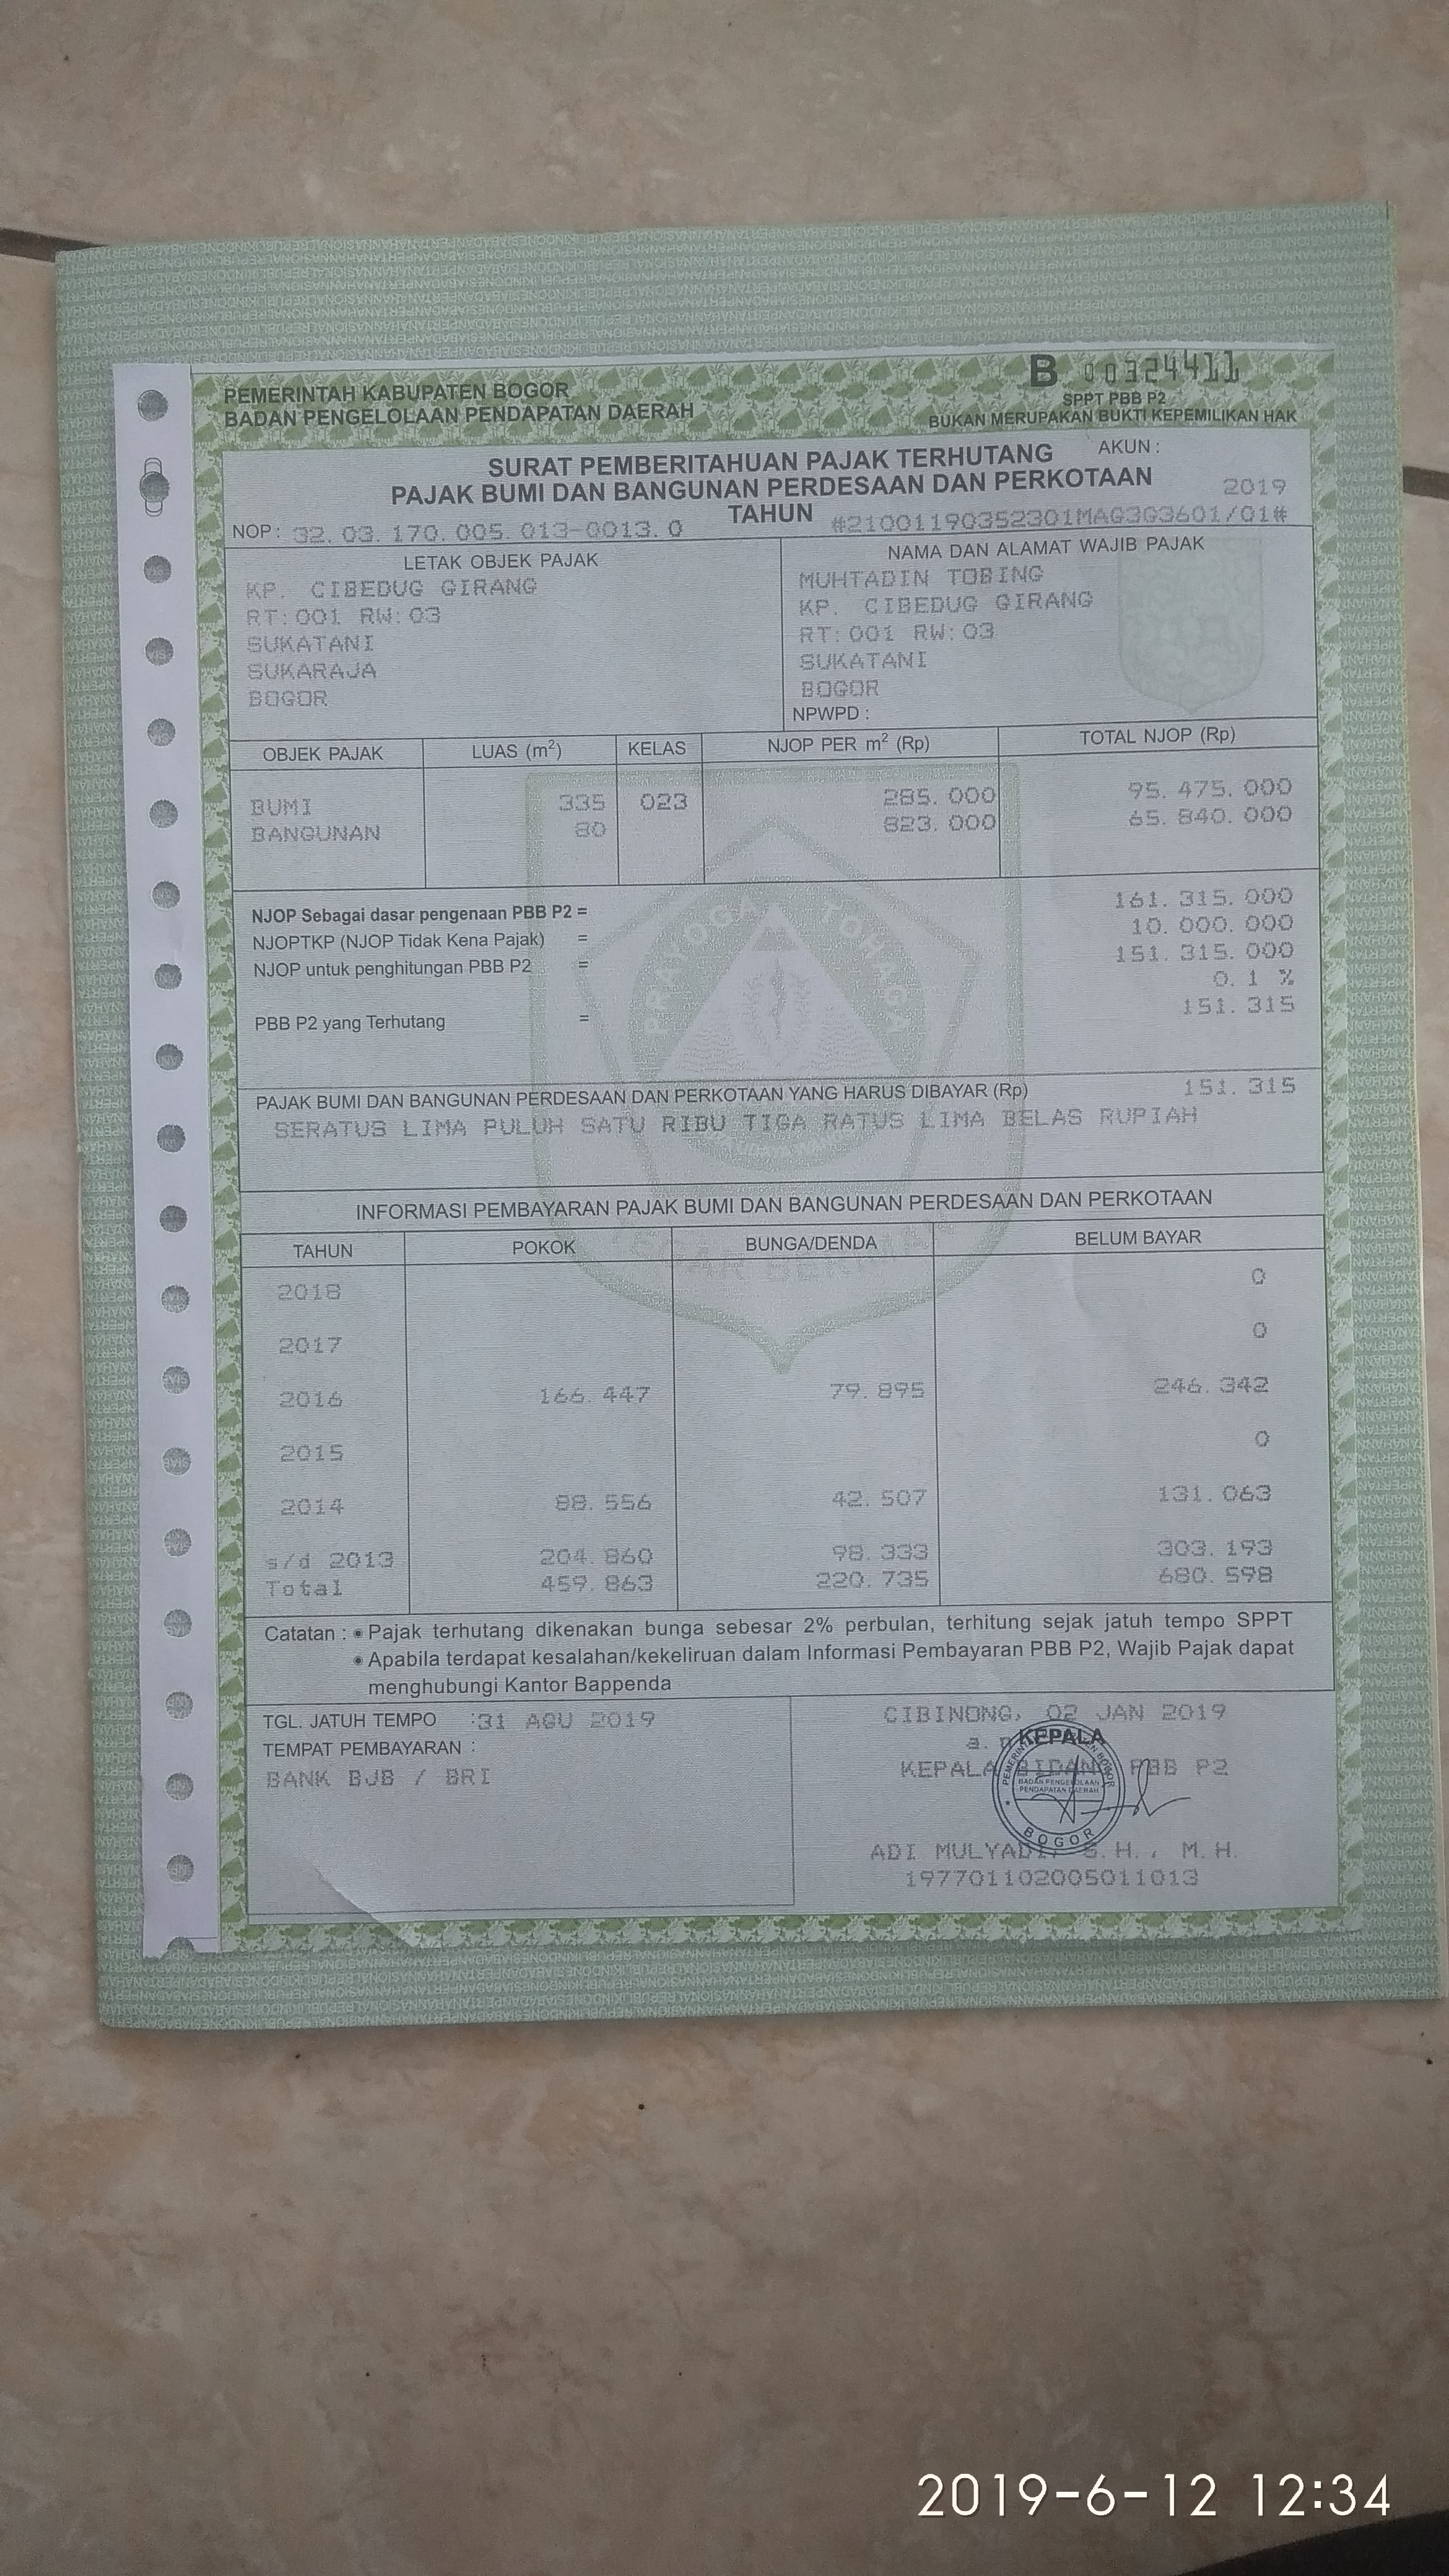 B 00324411
PEMERINTAH KABUPATEN BOGOR
BADAN PENGELOLAAN PENDAPATAN DAERAH
SPPT PBB P2
BUKAN MERUPAKAN BUKTI KEPEMILIKAN HAK
SURAT PEMBERITAHUAN PAJAK TERHUTANG AKUN :
PAJAK BUMI DAN BANGUNAN PERDESAAN DAN PERKOTAAN
TAHUN 2019
NOP : 32. 03. 170. 005. 013-0013. 0 #21001190352301MAG3G3601/01#
LETAK OBJEK PAJAK
KP. CIBEDUG GIRANG
RT:001 RW:03
SUKATANI
SUKARAJA
BOGOR
NAMA DAN ALAMAT WAJIB PAJAK
MUHTADIN TOBING
KP. CIBEDUG GIRANG
RT:001 RW:03
SUKATANI
BOGOR
NPWPD :
OBJEK PAJAK LUAS (m²) KELAS NJOP PER m² (Rp) TOTAL NJOP (Rp)
BUMI 335 023 285. 000 95. 475. 000
BANGUNAN 80 823. 000 65. 840. 000
NJOP Sebagai dasar pengenaan PBB P2 = 161. 315. 000
NJOPTKP (NJOP Tidak Kena Pajak) = 10. 000. 000
NJOP untuk penghitungan PBB P2 = 151. 315. 000
0. 1 %
PBB P2 yang Terhutang = 151. 315
PAJAK BUMI DAN BANGUNAN PERDESAAN DAN PERKOTAAN YANG HARUS DIBAYAR (Rp) 151. 315
SERATUS LIMA PULUH SATU RIBU TIGA RATUS LIMA BELAS RUPIAH
INFORMASI PEMBAYARAN PAJAK BUMI DAN BANGUNAN PERDESAAN DAN PERKOTAAN
TAHUN POKOK BUNGA/DENDA BELUM BAYAR
2018 0
2017 0
2016 166. 447 79. 895 246. 342
2015 0
2014 88. 556 42. 507 131. 063
s/d 2013 204. 860 98. 333 303. 193
Total 459. 863 220. 735 680. 598
Catatan : • Pajak terhutang dikenakan bunga sebesar 2% perbulan, terhitung sejak jatuh tempo SPPT
• Apabila terdapat kesalahan/kekeliruan dalam Informasi Pembayaran PBB P2, Wajib Pajak dapat
menghubungi Kantor Bappenda
TGL. JATUH TEMPO :31 AGU 2019
TEMPAT PEMBAYARAN :
BANK BJB / BRI
CIBINONG, 02 JAN 2019
a. n KEPALA
KEPALA BIDANG PBB P2
BADAN PENGELOLAAN
PENDAPATAN DAERAH
BOGOR
ADI MULYADI, S.H., M.H.
197701102005011013
PRAYOGA TOHAGA
2019-6-12 12:34